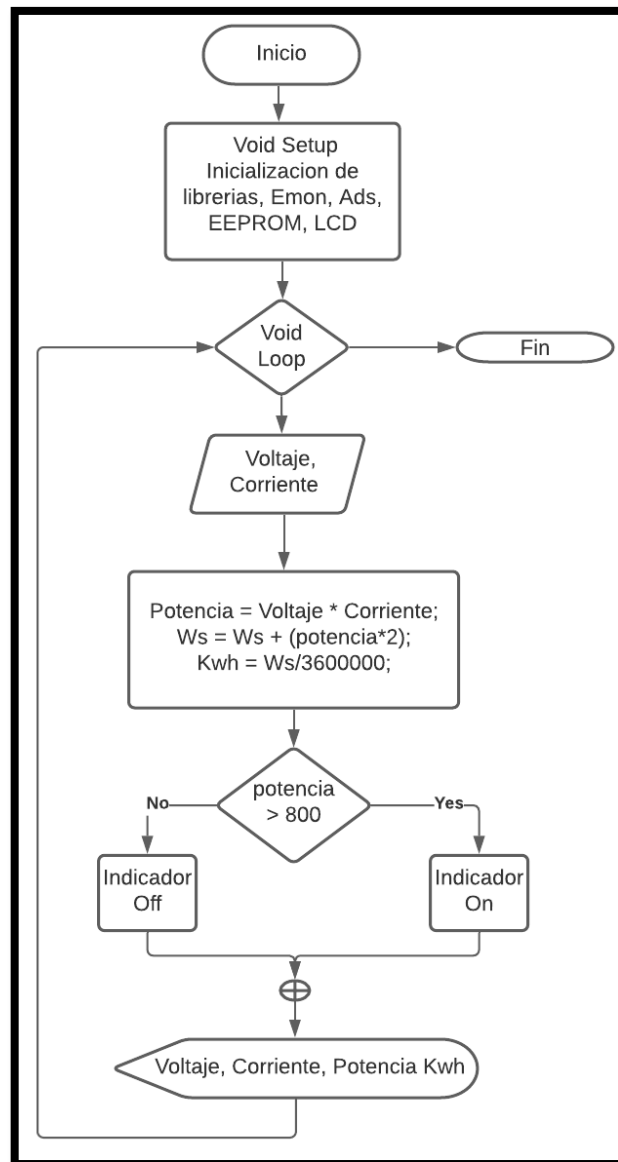 Inicio
Void Setup
Inicializacion de
librerias, Emon, Ads,
EEPROM, LCD
Void
Loop
Fin
Voltaje,
Corriente
Potencia = Voltaje * Corriente;
Ws = Ws + (potencia*2);
Kwh = Ws/3600000;
potencia
> 800
No
Yes
Indicador
Off
Indicador
On
Voltaje, Corriente, Potencia Kwh